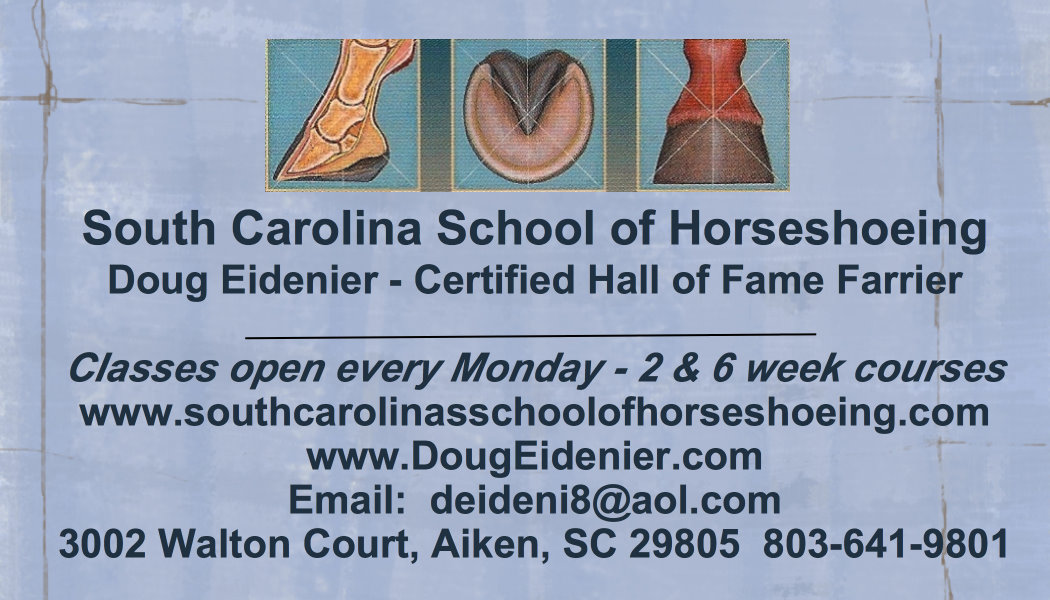 South Carolina School of Horseshoeing
Doug Eidenier - Certified Hall of Fame Farrier
Classes open every Monday - 2 & 6 week courses
www.southcarolinasschoolofhorseshoeing.com
www.DougEidenier.com
Email: deideni8@aol.com
3002 Walton Court, Aiken, SC 29805 803-641-9801